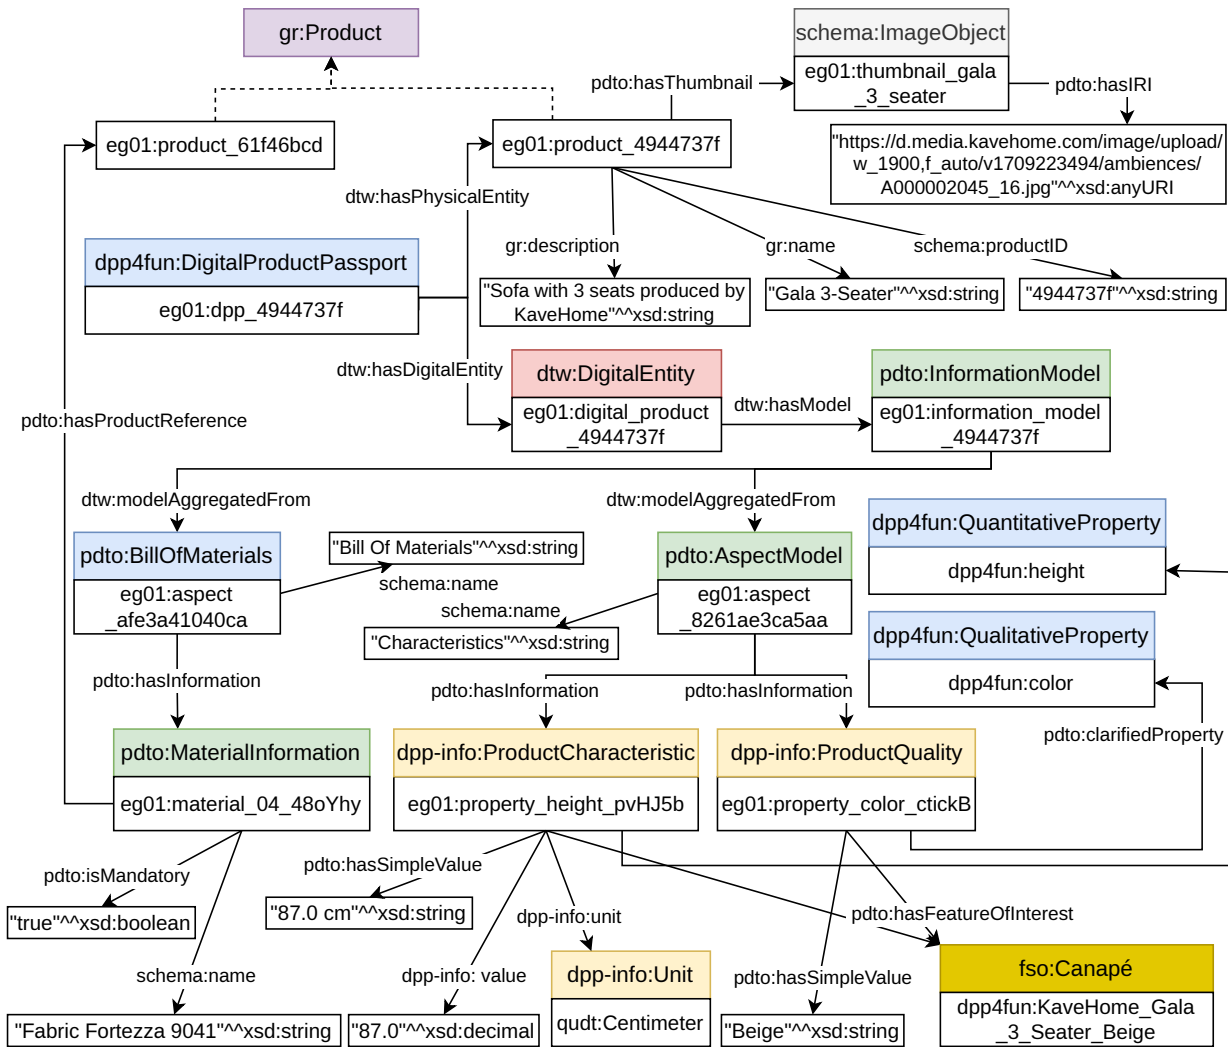 gr:Product
schema:ImageObject
eg01:thumbnail_gala
_3_seater
pdto:hasThumbnail
pdto:hasIRI
eg01:product_61f46bcd
eg01:product_4944737f
"https://d.media.kavehome.com/image/upload/
w_1900,f_auto/v1709223494/ambiences/
A000002045_16.jpg"^^xsd:anyURI
dtw:hasPhysicalEntity
dpp4fun:DigitalProductPassport
eg01:dpp_4944737f
gr:description
gr:name
schema:productID
"Sofa with 3 seats produced by
KaveHome"^^xsd:string
"Gala 3-Seater"^^xsd:string
"4944737f"^^xsd:string
dtw:hasDigitalEntity
dtw:DigitalEntity
eg01:digital_product
_4944737f
dtw:hasModel
pdto:InformationModel
eg01:information_model
_4944737f
pdto:hasProductReference
dtw:modelAggregatedFrom
dtw:modelAggregatedFrom
pdto:BillOfMaterials
eg01:aspect
_afe3a41040ca
"Bill Of Materials"^^xsd:string
schema:name
pdto:AspectModel
eg01:aspect
_8261ae3ca5aa
schema:name
"Characteristics"^^xsd:string
dpp4fun:QuantitativeProperty
dpp4fun:height
dpp4fun:QualitativeProperty
dpp4fun:color
pdto:hasInformation
pdto:hasInformation
pdto:hasInformation
pdto:clarifiedProperty
pdto:MaterialInformation
eg01:material_04_48oYhy
dpp-info:ProductCharacteristic
eg01:property_height_pvHJ5b
dpp-info:ProductQuality
eg01:property_color_ctickB
pdto:isMandatory
"true"^^xsd:boolean
schema:name
"Fabric Fortezza 9041"^^xsd:string
pdto:hasSimpleValue
"87.0 cm"^^xsd:string
dpp-info: value
"87.0"^^xsd:decimal
dpp-info:unit
dpp-info:Unit
qudt:Centimeter
pdto:hasFeatureOfInterest
pdto:hasSimpleValue
"Beige"^^xsd:string
fso:Canapé
dpp4fun:KaveHome_Gala
_3_Seater_Beige